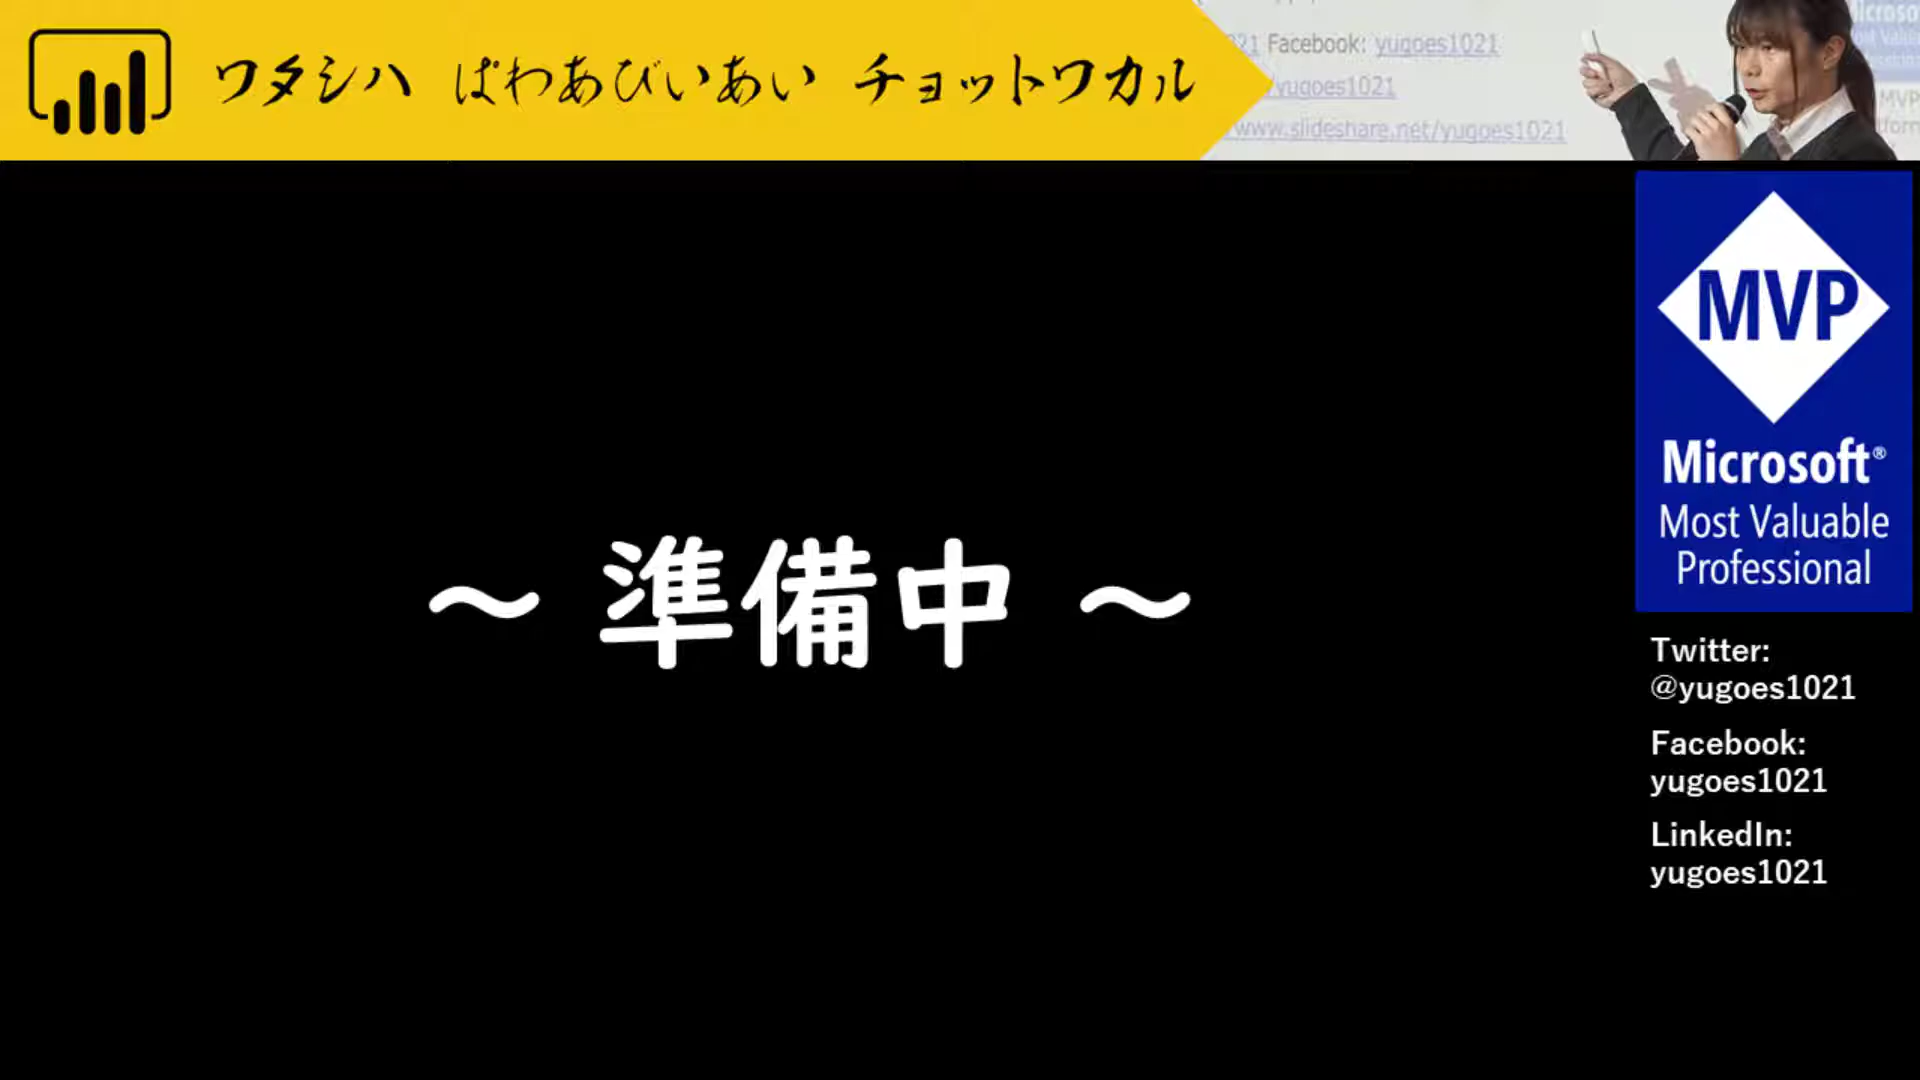 ワタシハ ぱわあびいあい チョットワカル
21 Facebook: yugoes1021
/yugoes1021
www.slideshare.net/yugoes1021
MVP
MVP
Microsoft®
Most Valuable
Professional
～ 準備中 ～
Twitter:
@yugoes1021
Facebook:
yugoes1021
LinkedIn:
yugoes1021